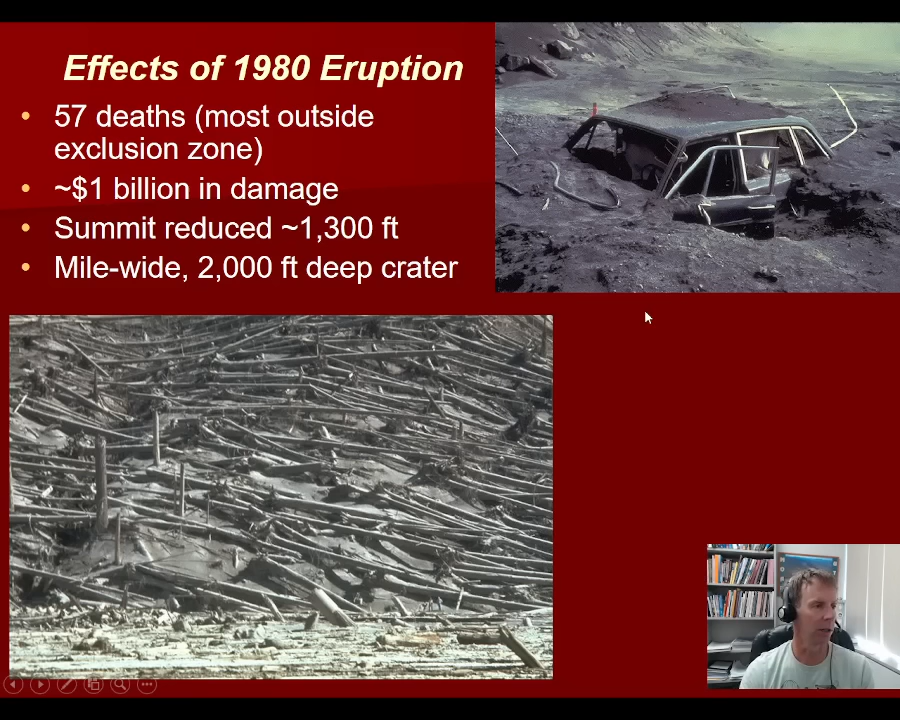 Effects of 1980 Eruption
• 57 deaths (most outside
exclusion zone)
• ~$1 billion in damage
• Summit reduced ~1,300 ft
• Mile-wide, 2,000 ft deep crater